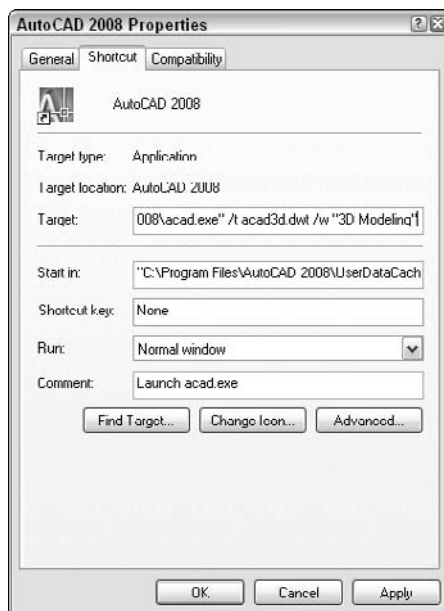 AutoCAD 2008 Properties
General Shortcut Compatibility
AutoCAD 2008
Target type: Application
Target location: AutoCAD 2008
Target: 008\acad.exe" /t acad3d.dwt /w "3D Modeling"
Start in: "C:\Program Files\AutoCAD 2008\UserDataCach
Shortcut key: None
Run: Normal window
Comment: Launch acad.exe
Find Target... Change Icon... Advanced...
OK Cancel Apply